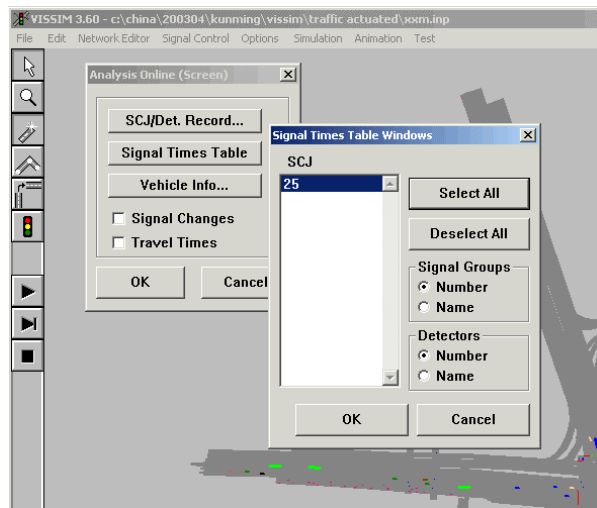 VISSIM 3.60 - c:\china\200304\kunming\vissim\traffic actuated\xxm.inp
File Edit Network Editor Signal Control Options Simulation Animation Test
Analysis Online (Screen)
SCJ/Det. Record...
Signal Times Table
Vehicle Info...
Signal Changes
Travel Times
OK Cancel
Signal Times Table Windows
SCJ
25
Select All
Deselect All
Signal Groups
Number
Name
Detectors
Number
Name
OK Cancel